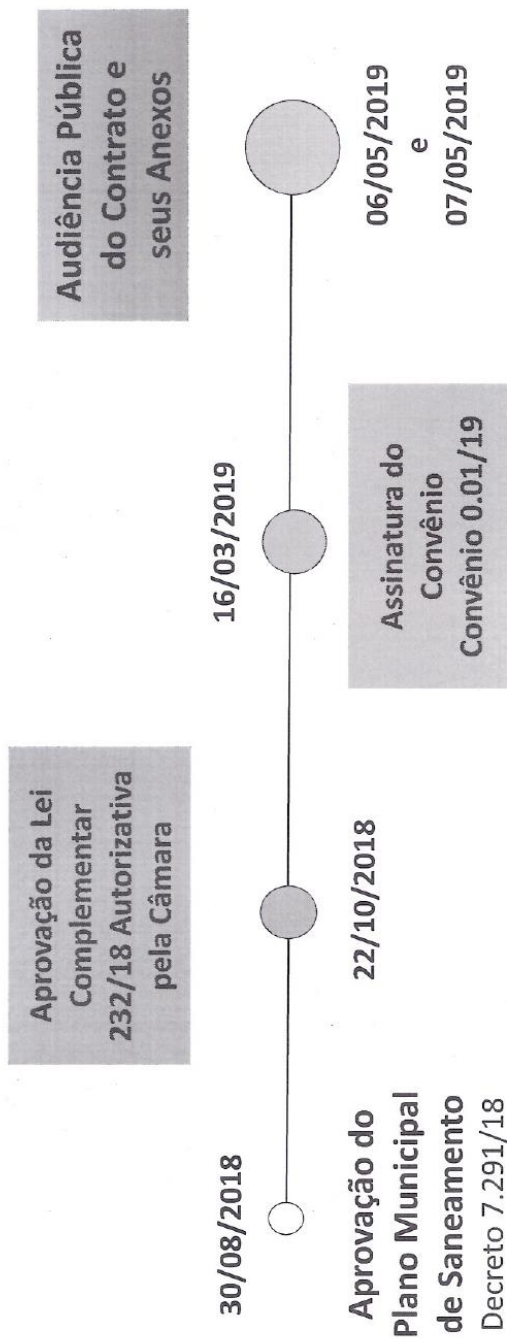 30/08/2018
Aprovação do
Plano Municipal
de Saneamento
Decreto 7.291/18
Aprovação da Lei
Complementar
232/18 Autorizativa
pela Câmara
22/10/2018
16/03/2019
Assinatura do
Convênio
Convênio 0.01/19
Audiência Pública
do Contrato e
seus Anexos
06/05/2019
e
07/05/2019